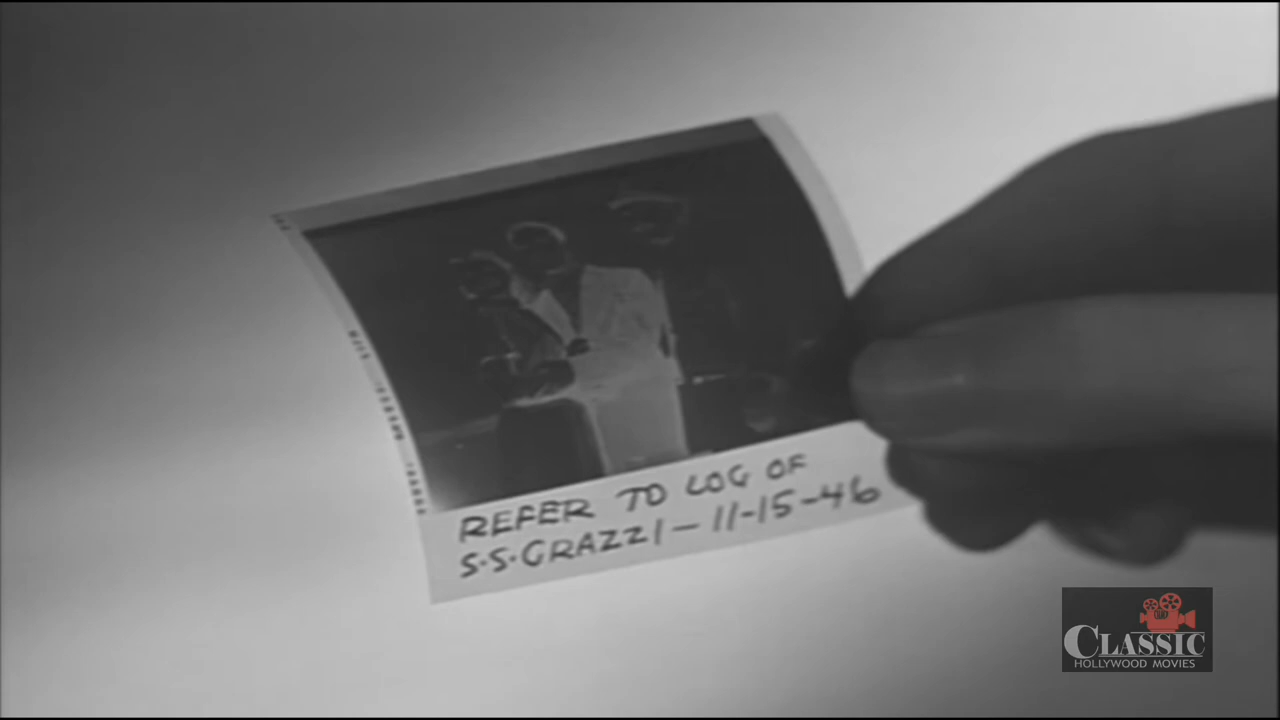 REFER TO LOG OF
S.S. GRAZZI — 11-15-46
CLASSIC
HOLLYWOOD MOVIES